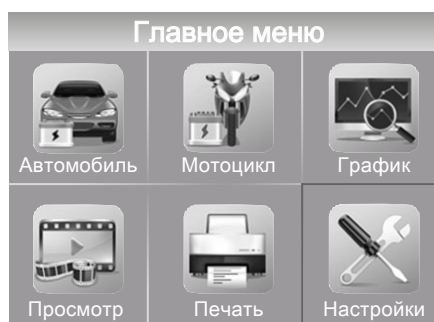 Главное меню
Автомобиль Мотоцикл График
Просмотр Печать Настройки